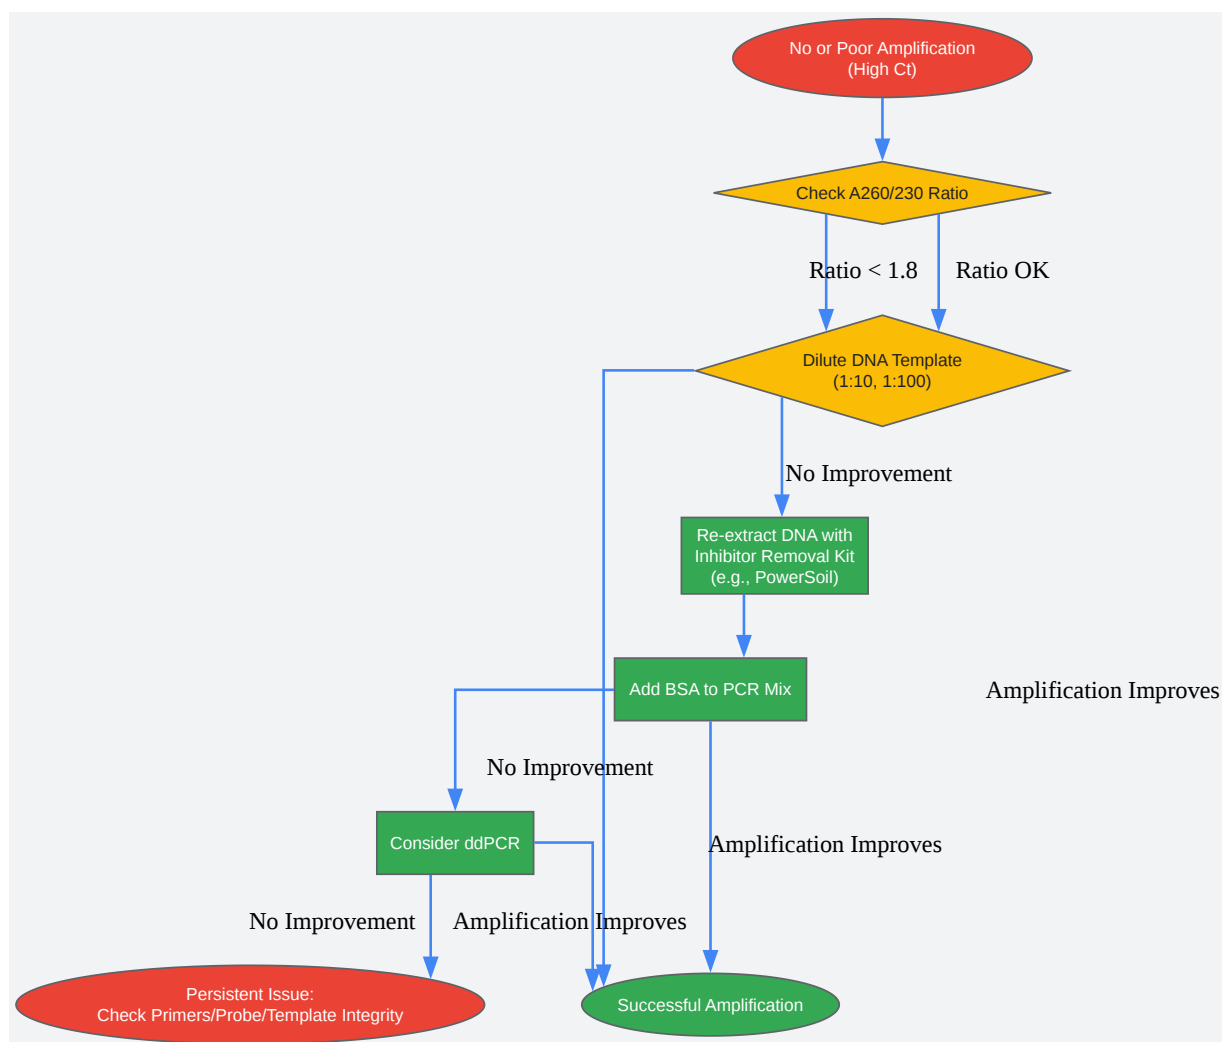 No or Poor Amplification
(High Ct)
Check A260/230 Ratio
Ratio < 1.8
Ratio OK
Dilute DNA Template
(1:10, 1:100)
No Improvement
Re-extract DNA with
Inhibitor Removal Kit
(e.g., PowerSoil)
Add BSA to PCR Mix
Amplification Improves
No Improvement
Consider ddPCR
Amplification Improves
No Improvement
Amplification Improves
Persistent Issue:
Check Primers/Probe/Template Integrity
Successful Amplification